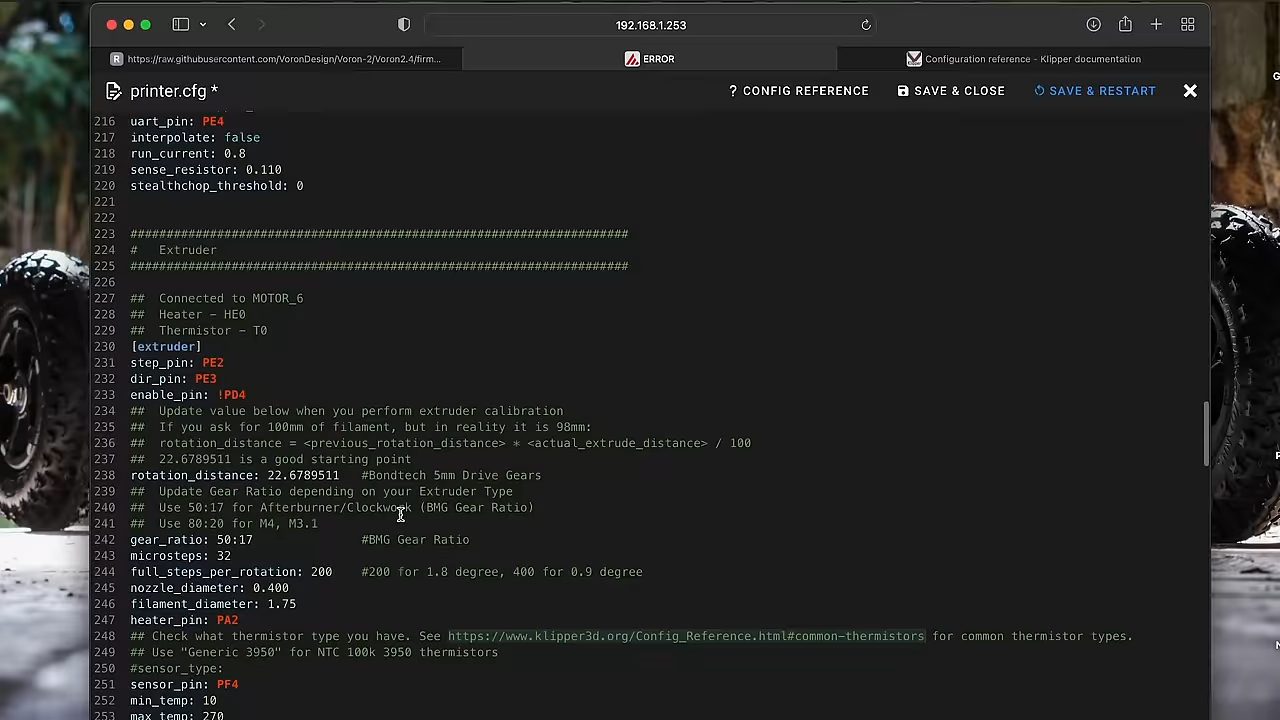 192.168.1.253
https://raw.githubusercontent.com/VoronDesign/Voron-2/Voron2.4/firm...
ERROR
Configuration reference - Klipper documentation
printer.cfg *
? CONFIG REFERENCE
SAVE & CLOSE
SAVE & RESTART
216 uart_pin: PE4
217 interpolate: false
218 run_current: 0.8
219 sense_resistor: 0.110
220 stealthchop_threshold: 0
221
222
223 #####################################################################
224 #   Extruder
225 #####################################################################
226
227 ##  Connected to MOTOR_6
228 ##  Heater - HE0
229 ##  Thermistor - T0
230 [extruder]
231 step_pin: PE2
232 dir_pin: PE3
233 enable_pin: !PD4
234 ##  Update value below when you perform extruder calibration
235 ##  If you ask for 100mm of filament, but in reality it is 98mm:
236 ##  rotation_distance = <previous_rotation_distance> * <actual_extrude_distance> / 100
237 ##  22.6789511 is a good starting point
238 rotation_distance: 22.6789511   #Bondtech 5mm Drive Gears
239 ##  Update Gear Ratio depending on your Extruder Type
240 ##  Use 50:17 for Afterburner/Clockwork (BMG Gear Ratio)
241 ##  Use 80:20 for M4, M3.1
242 gear_ratio: 50:17               #BMG Gear Ratio
243 microsteps: 32
244 full_steps_per_rotation: 200    #200 for 1.8 degree, 400 for 0.9 degree
245 nozzle_diameter: 0.400
246 filament_diameter: 1.75
247 heater_pin: PA2
248 ## Check what thermistor type you have. See https://www.klipper3d.org/Config_Reference.html#common-thermistors for common thermistor types.
249 ## Use "Generic 3950" for NTC 100k 3950 thermistors
250 #sensor_type:
251 sensor_pin: PF4
252 min_temp: 10
253 max_temp: 270